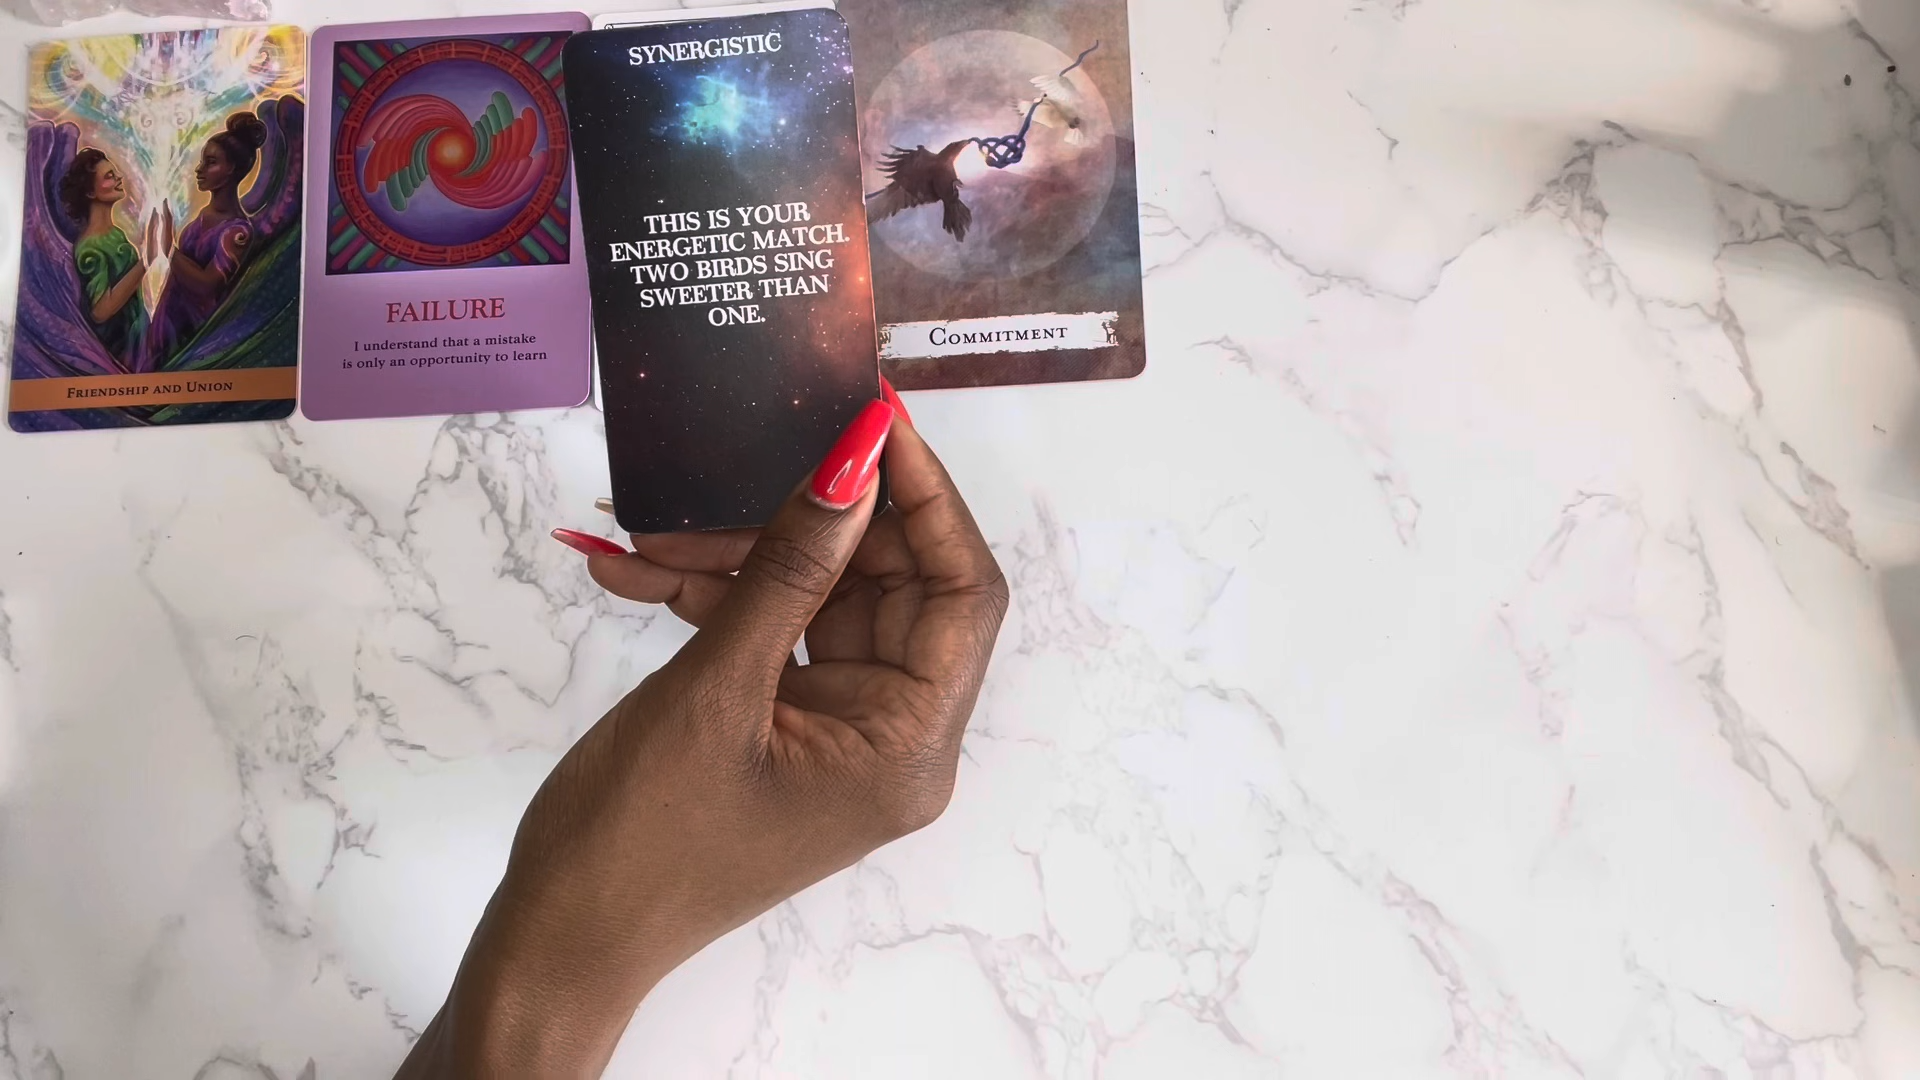 Friendship and Union
FAILURE
I understand that a mistake
is only an opportunity to learn
SYNERGISTIC
THIS IS YOUR
ENERGETIC MATCH.
TWO BIRDS SING
SWEETER THAN
ONE.
Commitment